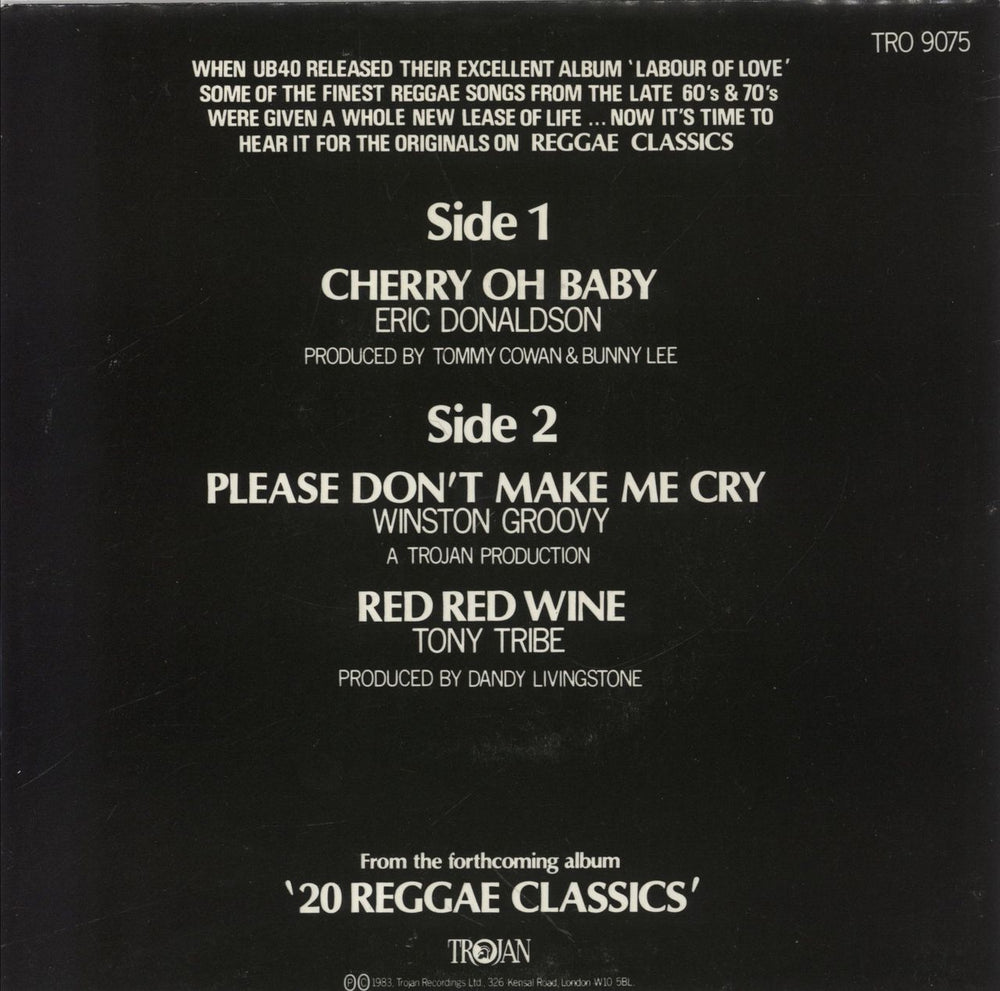 TRO 9075
WHEN UB40 RELEASED THEIR EXCELLENT ALBUM 'LABOUR OF LOVE'
SOME OF THE FINEST REGGAE SONGS FROM THE LATE 60's & 70's
WERE GIVEN A WHOLE NEW LEASE OF LIFE ... NOW IT'S TIME TO
HEAR IT FOR THE ORIGINALS ON REGGAE CLASSICS
Side 1
CHERRY OH BABY
ERIC DONALDSON
PRODUCED BY TOMMY COWAN & BUNNY LEE
Side 2
PLEASE DON'T MAKE ME CRY
WINSTON GROOVY
A TROJAN PRODUCTION
RED RED WINE
TONY TRIBE
PRODUCED BY DANDY LIVINGSTONE
From the forthcoming album
'20 REGGAE CLASSICS'
TROJAN
℗ © 1983, Trojan Recordings Ltd., 326 Kensal Road, London W10 5BL.